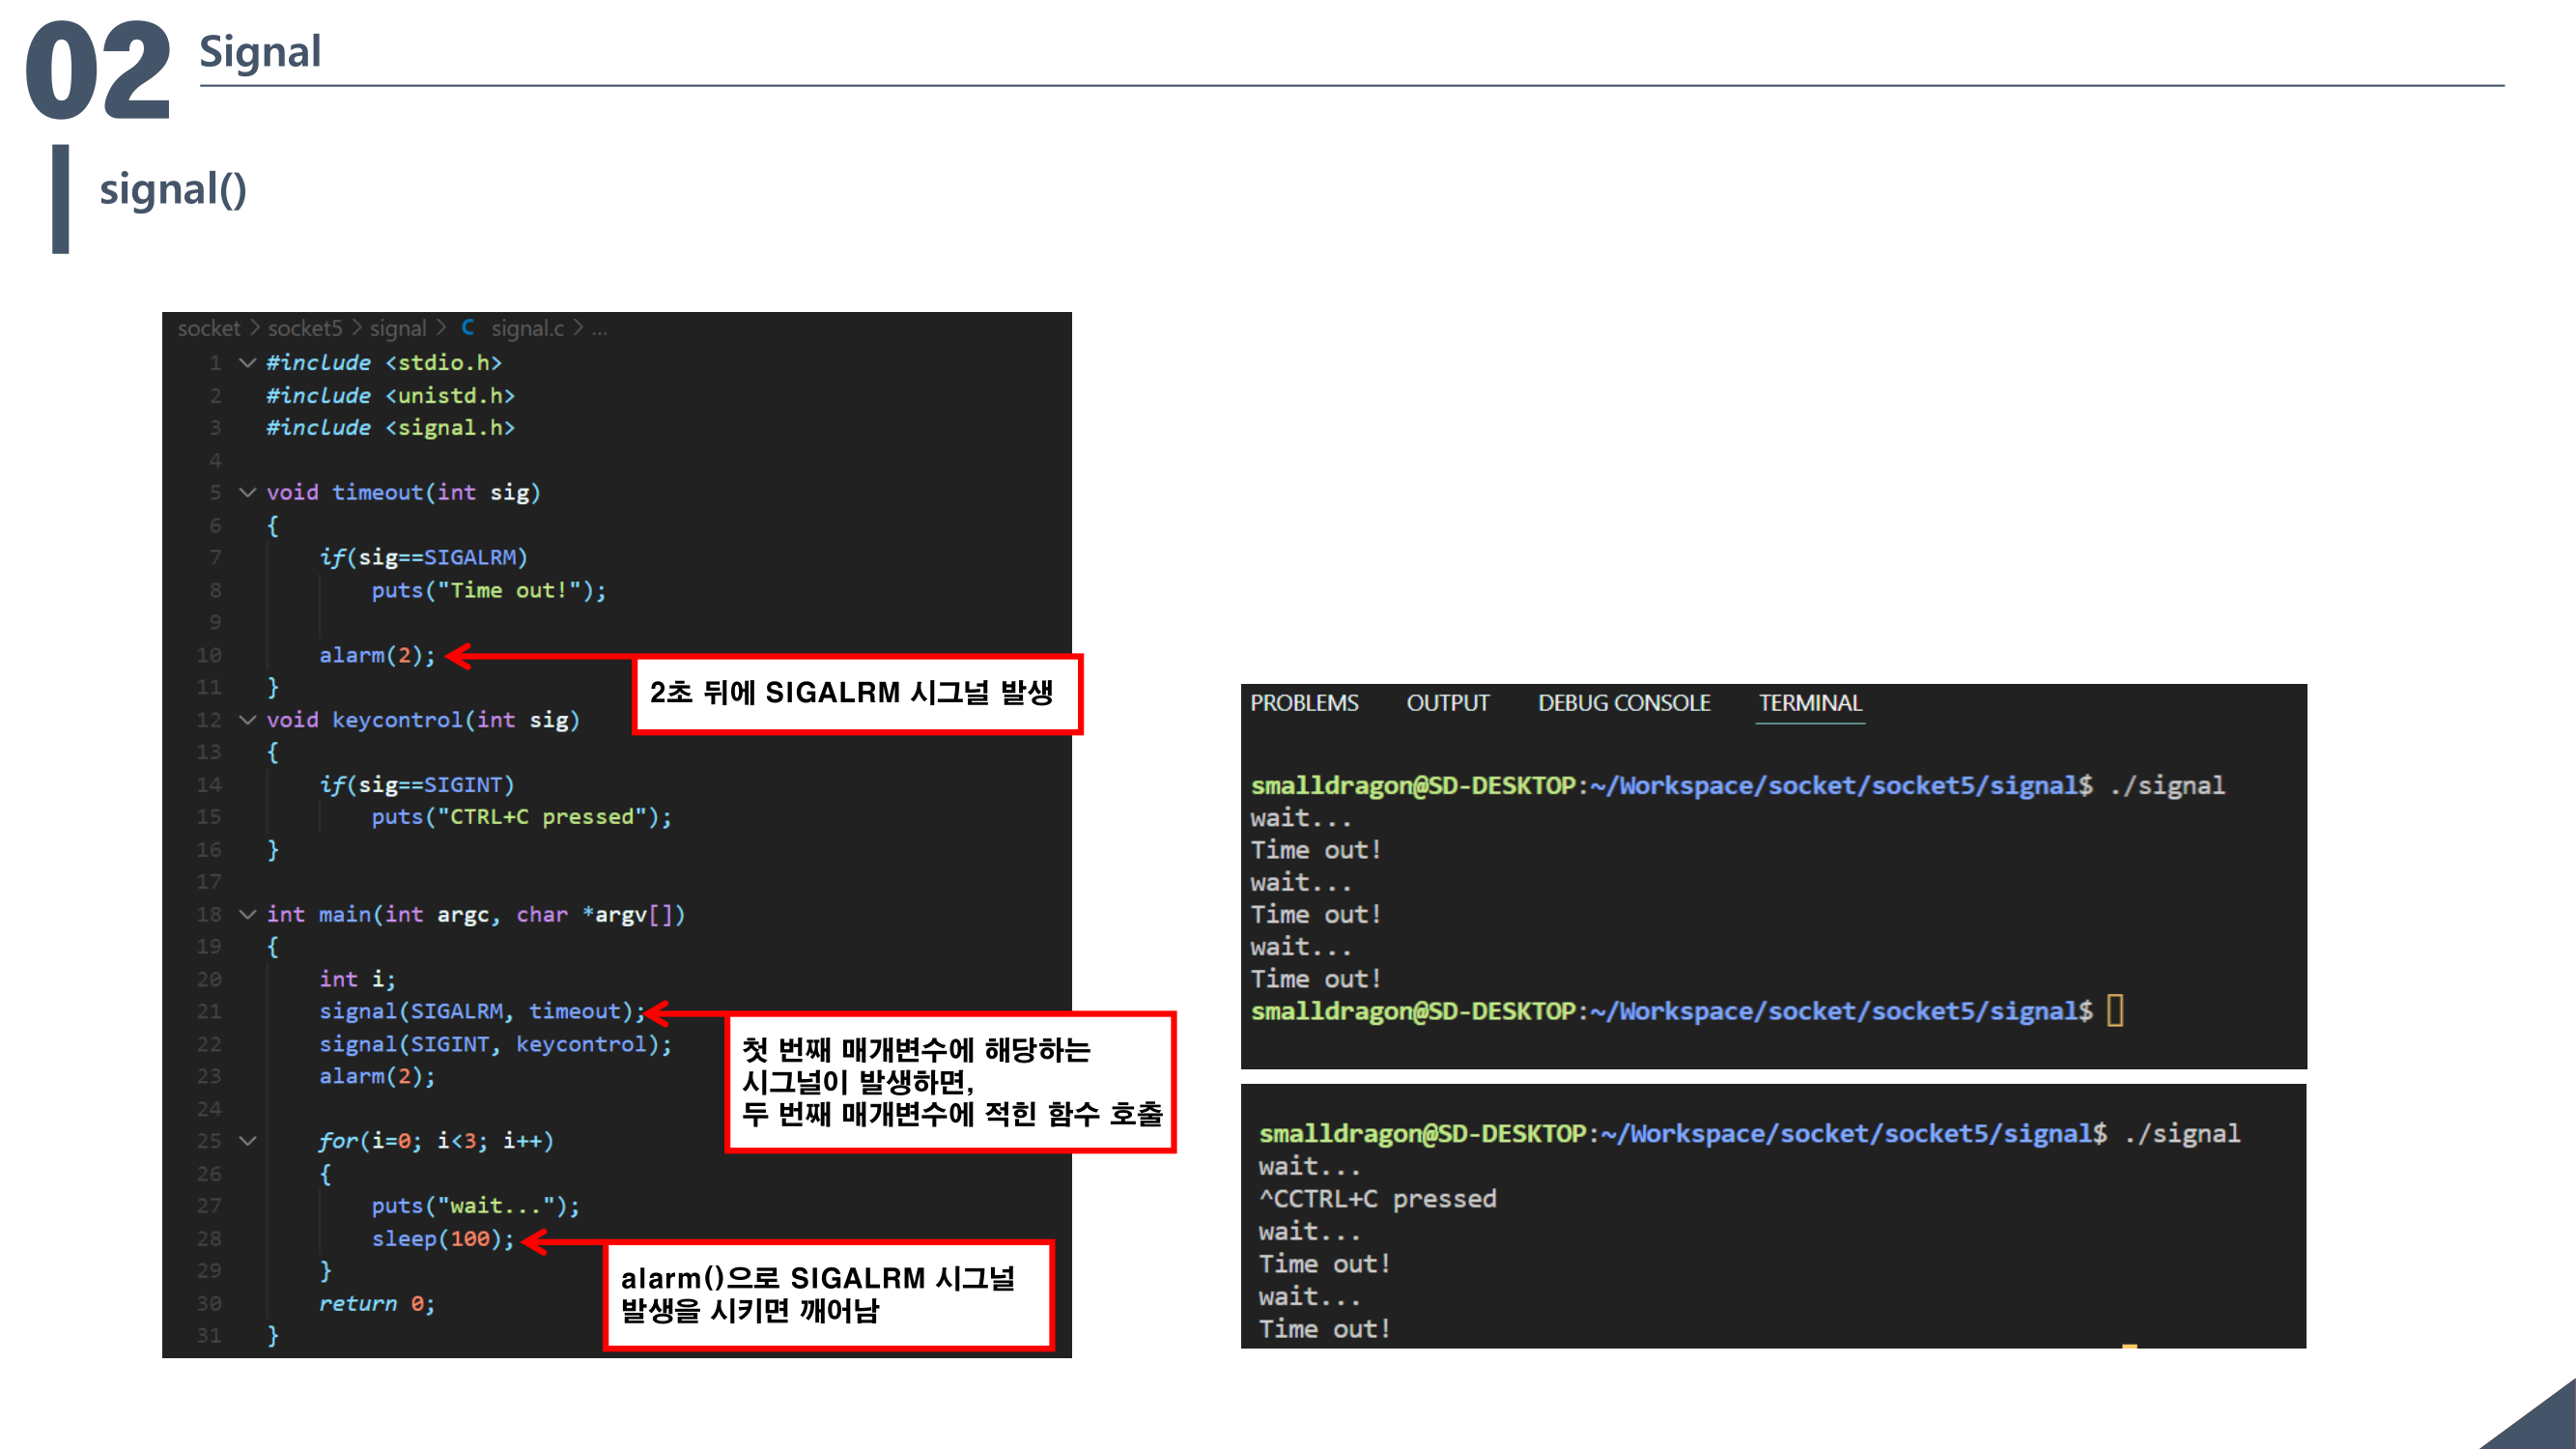 02
Signal
signal()
socket > socket5 > signal > C signal.c > ...
1 #include <stdio.h>
2 #include <unistd.h>
3 #include <signal.h>
4
5 void timeout(int sig)
6 {
7 if(sig==SIGALRM)
8 puts("Time out!");
9
10 alarm(2);
11 }
2초 뒤에 SIGALRM 시그널 발생
12 void keycontrol(int sig)
13 {
14 if(sig==SIGINT)
15 puts("CTRL+C pressed");
16 }
17
18 int main(int argc, char *argv[])
19 {
20 int i;
21 signal(SIGALRM, timeout);
22 signal(SIGINT, keycontrol);
23 alarm(2);
첫 번째 매개변수에 해당하는
시그널이 발생하면,
두 번째 매개변수에 적힌 함수 호출
24
25 for(i=0; i<3; i++)
26 {
27 puts("wait...");
28 sleep(100);
29 }
30 return 0;
31 }
alarm()으로 SIGALRM 시그널
발생을 시키면 깨어남
PROBLEMS OUTPUT DEBUG CONSOLE TERMINAL
smalldragon@SD-DESKTOP:~/Workspace/socket/socket5/signal$ ./signal
wait...
Time out!
wait...
Time out!
wait...
Time out!
smalldragon@SD-DESKTOP:~/Workspace/socket/socket5/signal$
smalldragon@SD-DESKTOP:~/Workspace/socket/socket5/signal$ ./signal
wait...
^CCTRL+C pressed
wait...
Time out!
wait...
Time out!